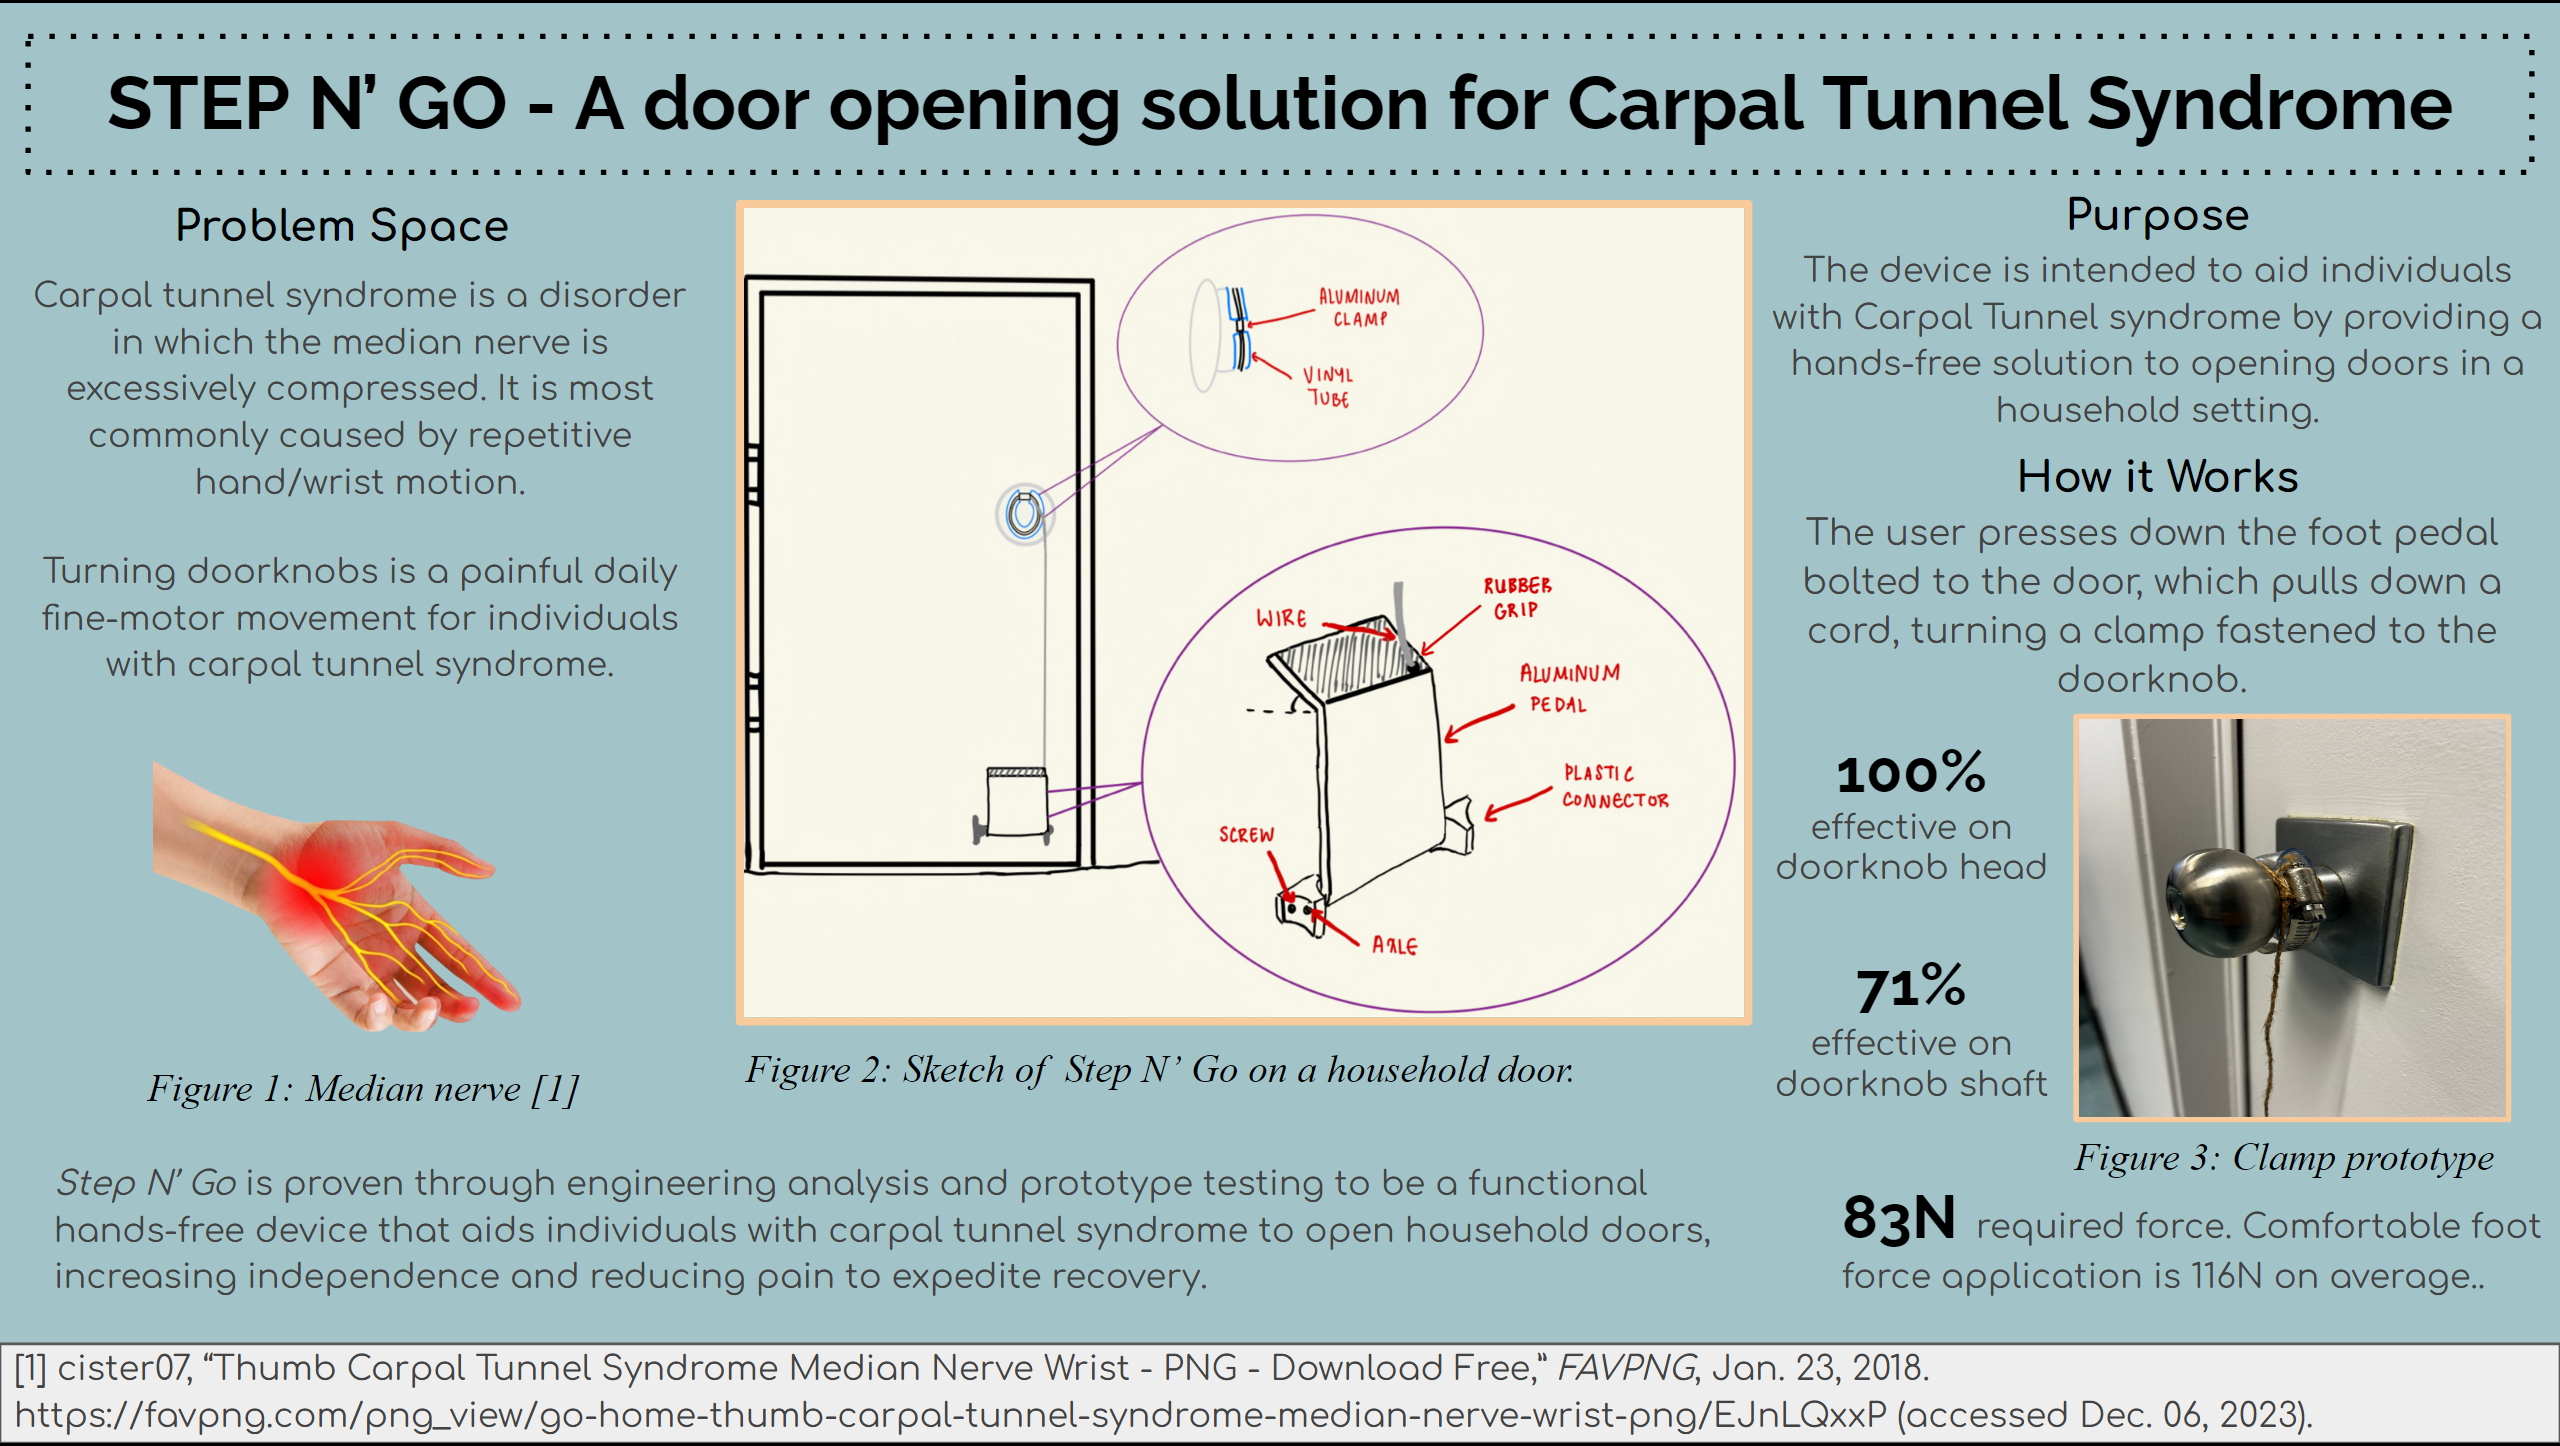 STEP N’ GO - A door opening solution for Carpal Tunnel Syndrome
Problem Space
Carpal tunnel syndrome is a disorder
in which the median nerve is
excessively compressed. It is most
commonly caused by repetitive
hand/wrist motion.
Turning doorknobs is a painful daily
fine-motor movement for individuals
with carpal tunnel syndrome.
Figure 1: Median nerve [1]
ALUMINUM
CLAMP
VINYL
TUBE
WIRE
RUBBER
GRIP
ALUMINUM
PEDAL
PLASTIC
CONNECTOR
SCREW
AXLE
Figure 2: Sketch of Step N’ Go on a household door.
Purpose
The device is intended to aid individuals
with Carpal Tunnel syndrome by providing a
hands-free solution to opening doors in a
household setting.
How it Works
The user presses down the foot pedal
bolted to the door, which pulls down a
cord, turning a clamp fastened to the
doorknob.
100%
effective on
doorknob head
71%
effective on
doorknob shaft
Figure 3: Clamp prototype
83N required force. Comfortable foot
force application is 116N on average..
Step N’ Go is proven through engineering analysis and prototype testing to be a functional
hands-free device that aids individuals with carpal tunnel syndrome to open household doors,
increasing independence and reducing pain to expedite recovery.
[1] cister07, “Thumb Carpal Tunnel Syndrome Median Nerve Wrist - PNG - Download Free,” FAVPNG, Jan. 23, 2018.
https://favpng.com/png_view/go-home-thumb-carpal-tunnel-syndrome-median-nerve-wrist-png/EJnLQxxP (accessed Dec. 06, 2023).